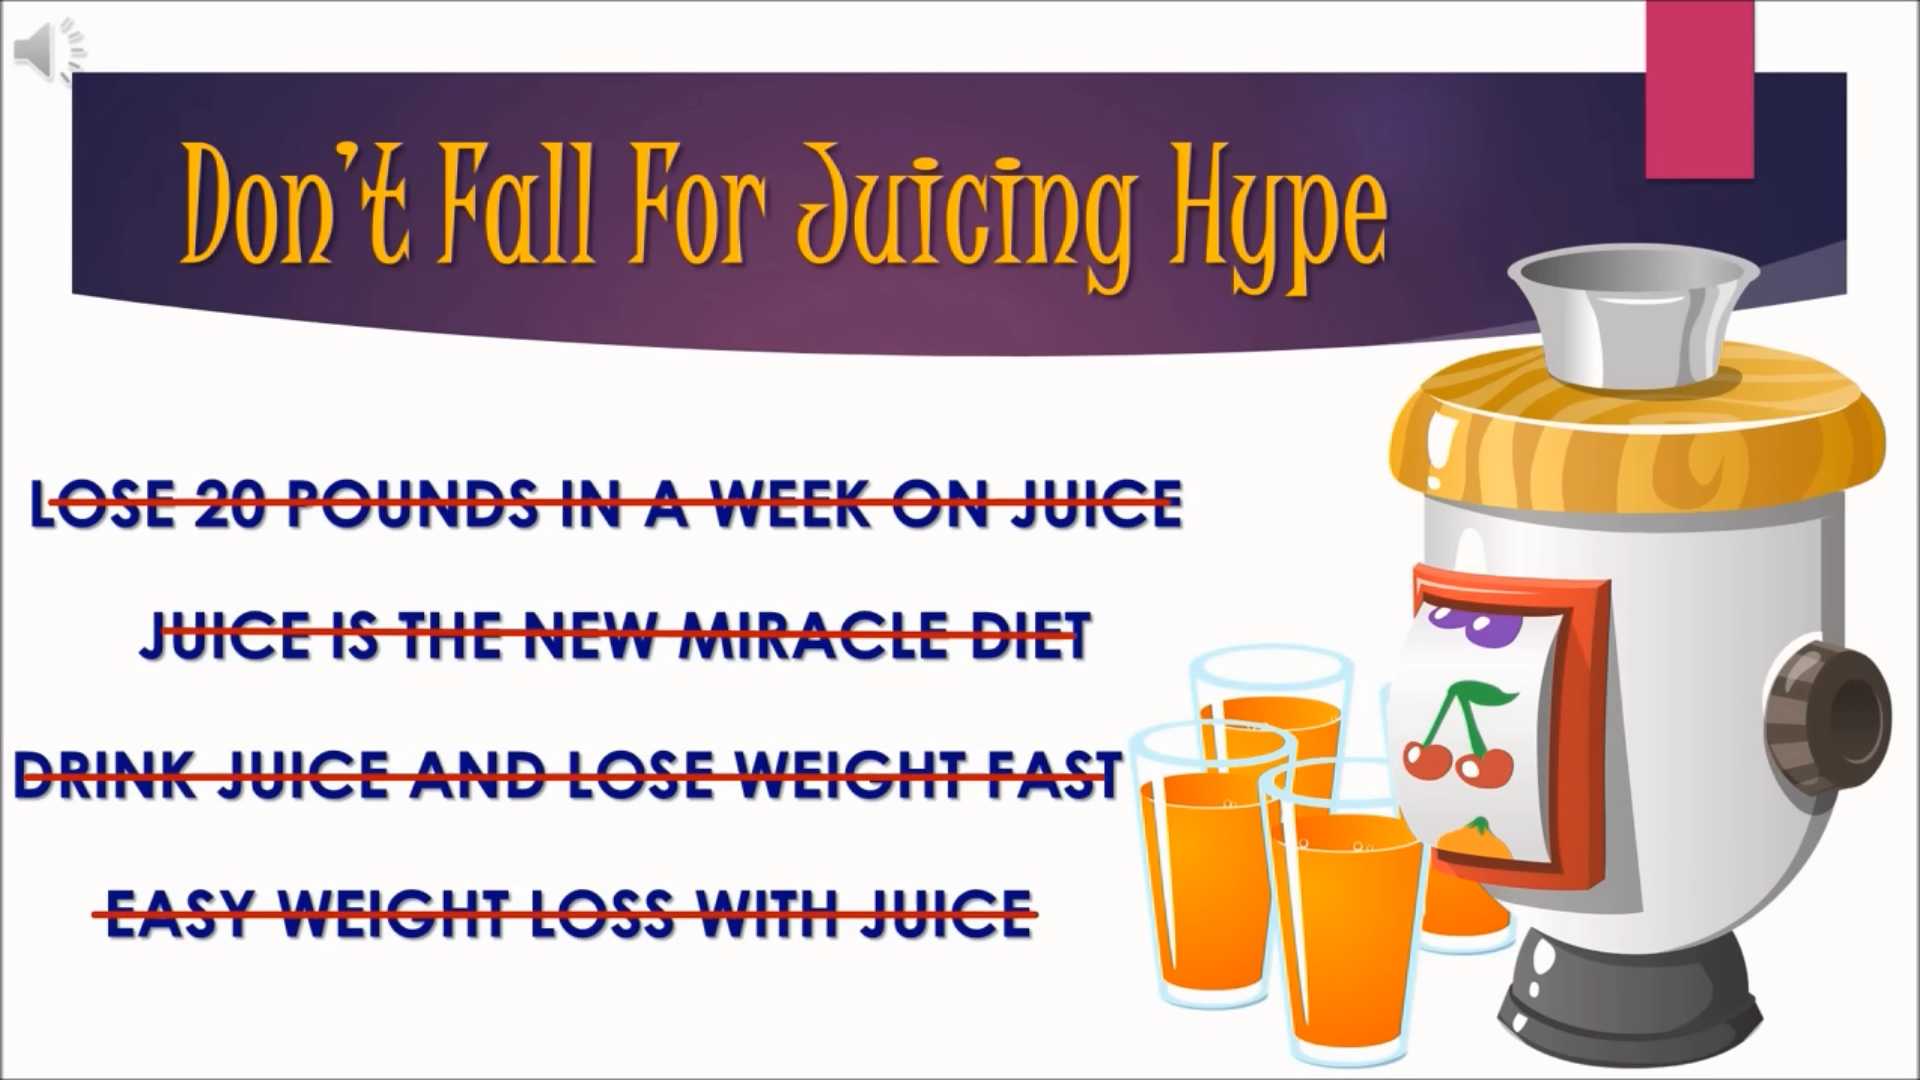 Don't Fall For Juicing Hype
LOSE 20 POUNDS IN A WEEK ON JUICE
JUICE IS THE NEW MIRACLE DIET
DRINK JUICE AND LOSE WEIGHT FAST
EASY WEIGHT LOSS WITH JUICE